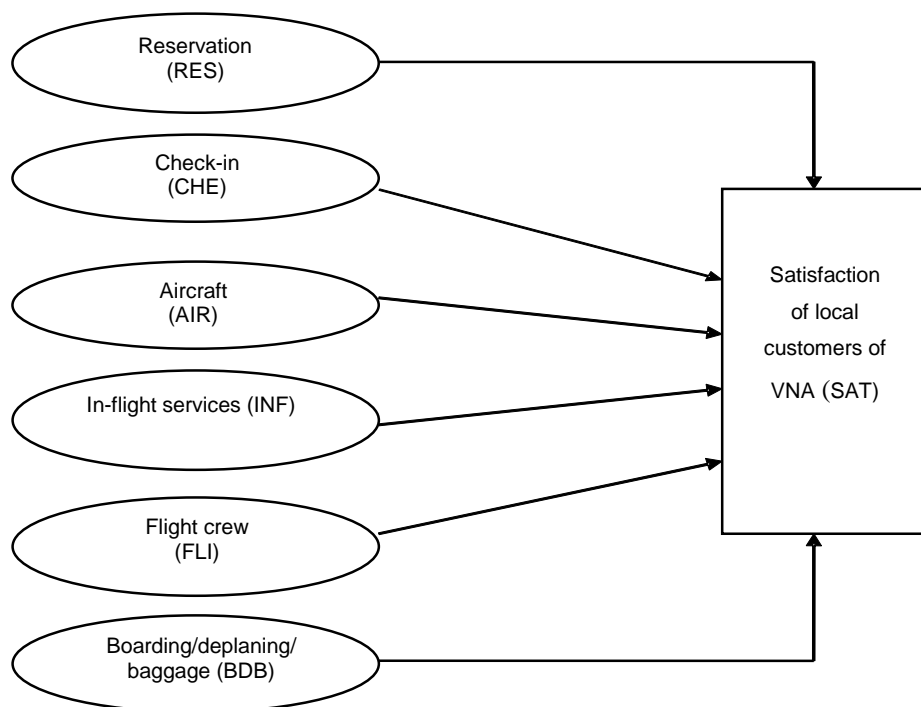 Reservation
(RES)
Check-in
(CHE)
Aircraft
(AIR)
In-flight services (INF)
Flight crew
(FLI)
Boarding/deplaning/
baggage (BDB)
Satisfaction
of local
customers of
VNA (SAT)